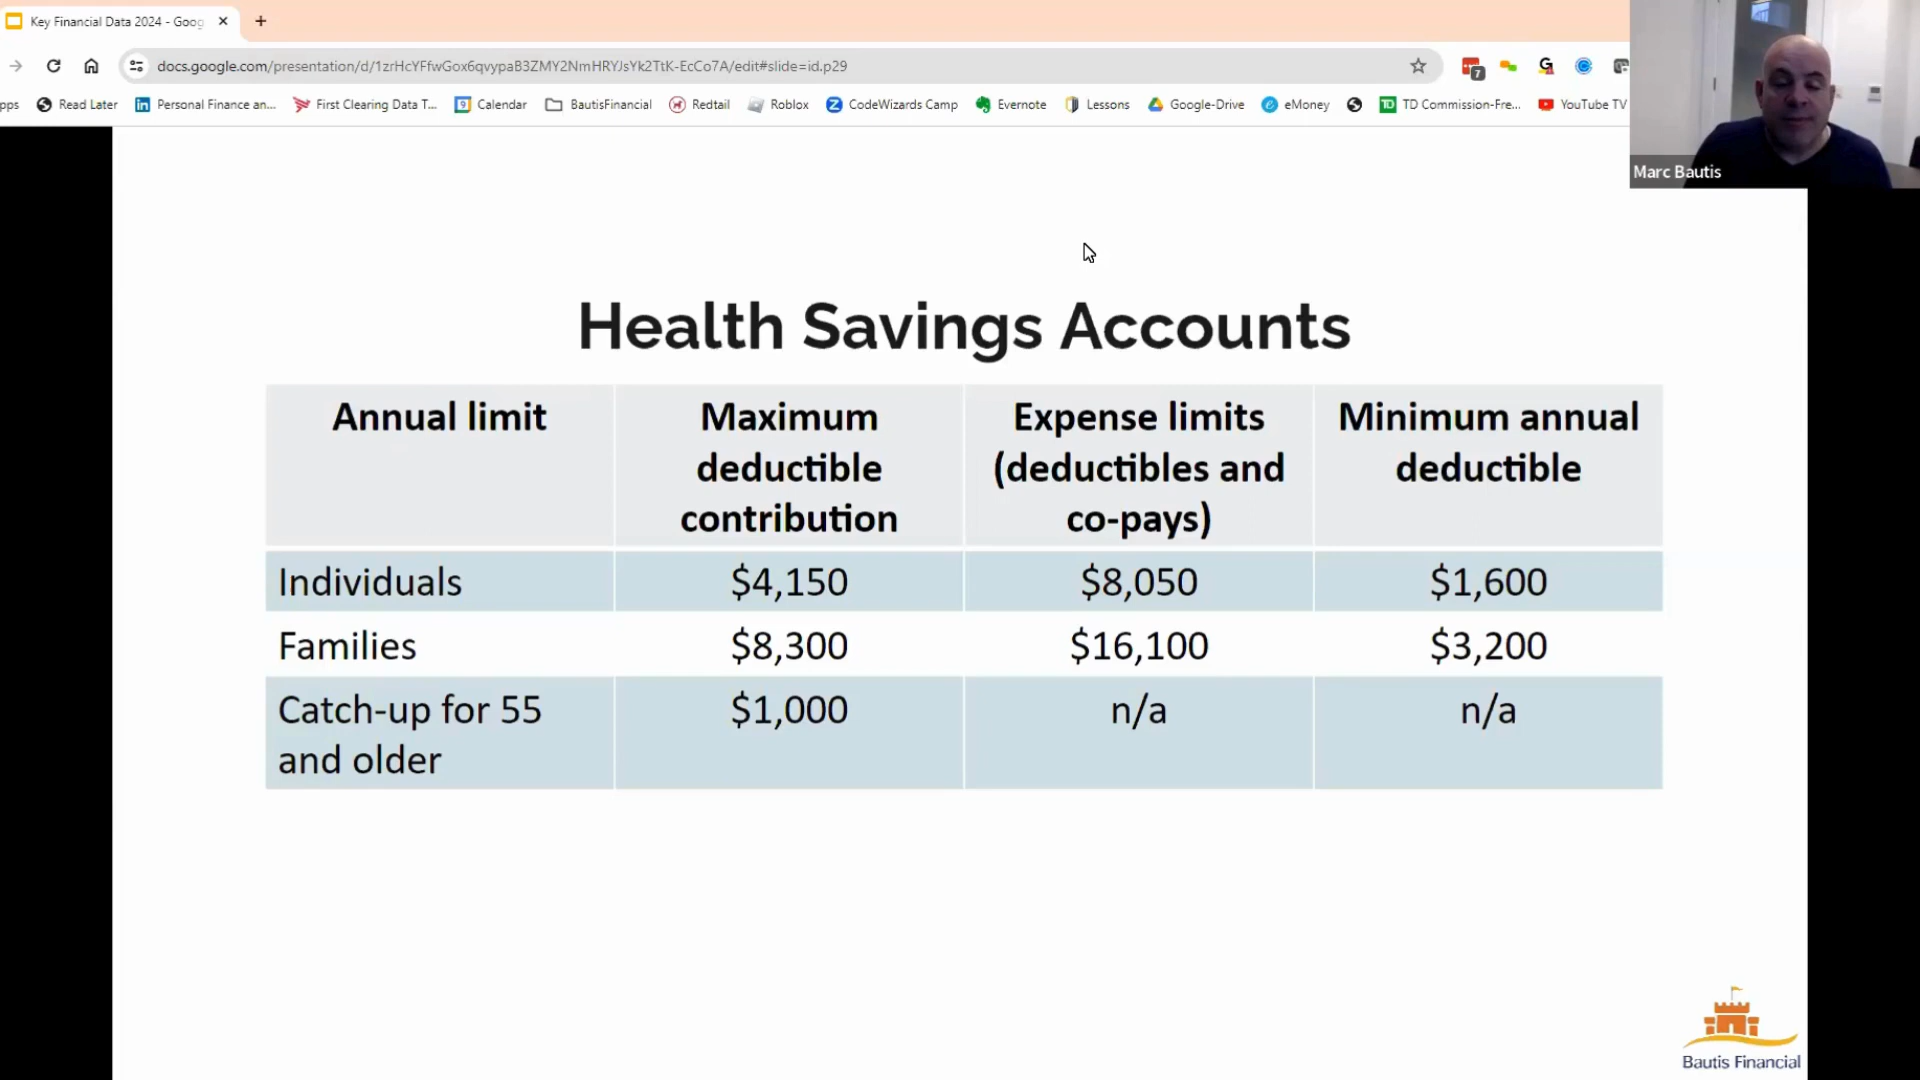 Key Financial Data 2024 - Goog
docs.google.com/presentation/d/1zrHcYFfwGox6qvypaB3ZMY2NmHRYJsYk2TtK-EcCo7A/edit#slide=id.p29
7
pps Read Later Personal Finance an... First Clearing Data T... Calendar BautisFinancial Redtail Roblox CodeWizards Camp Evernote Lessons Google-Drive eMoney TD Commission-Fre... YouTube TV
Marc Bautis
Health Savings Accounts
Annual limit Maximum Expense limits Minimum annual
deductible (deductibles and deductible
contribution co-pays)
Individuals $4,150 $8,050 $1,600
Families $8,300 $16,100 $3,200
Catch-up for 55 $1,000 n/a n/a
and older
Bautis Financial